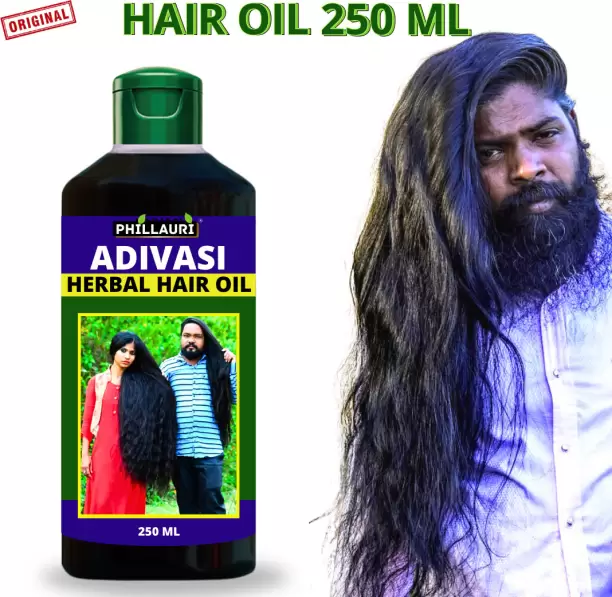 ORIGINAL
HAIR OIL 250 ML
PHILLAURI
ADIVASI
HERBAL HAIR OIL
250 ML